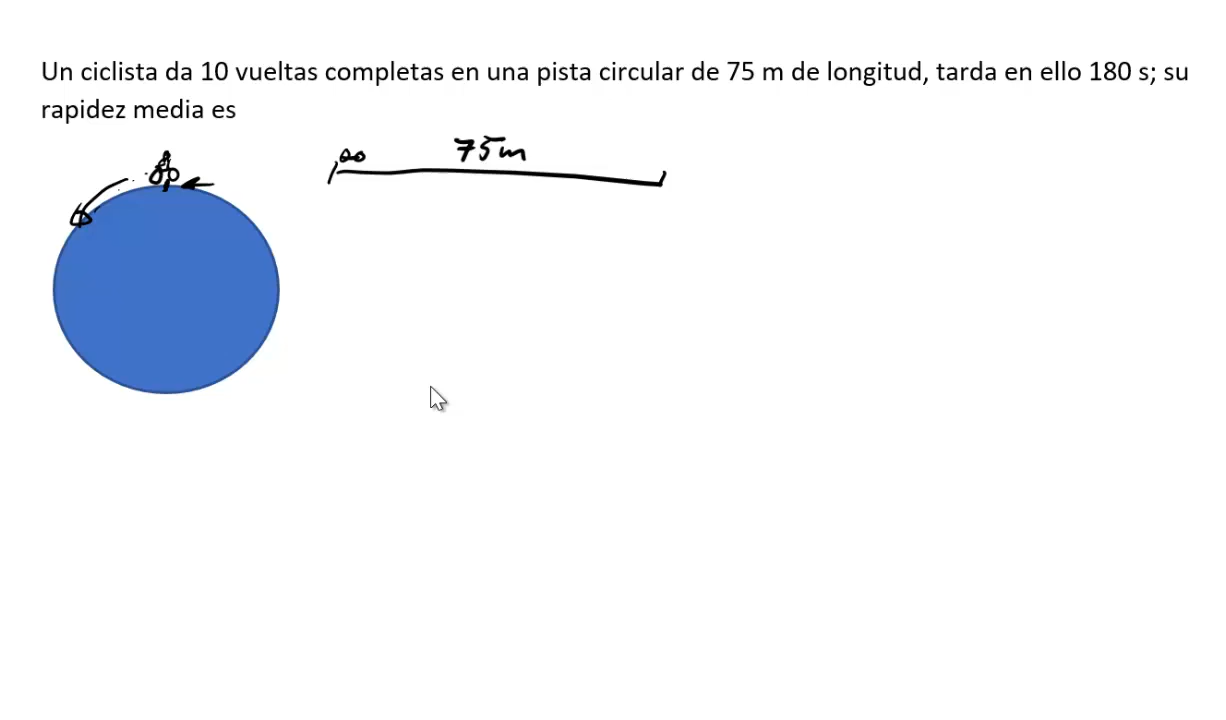 Un ciclista da 10 vueltas completas en una pista circular de 75 m de longitud, tarda en ello 180 s; su
rapidez media es
75m